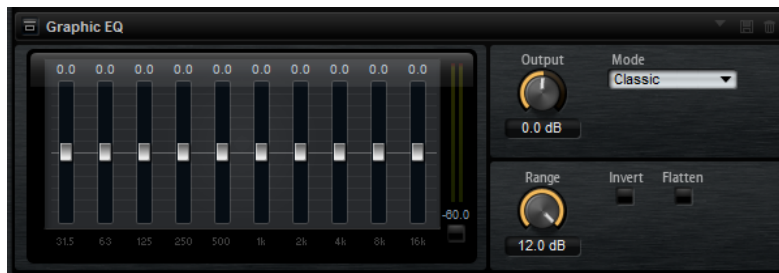 Graphic EQ
0.0 0.0 0.0 0.0 0.0 0.0 0.0 0.0 0.0 0.0
-60.0
31.5 63 125 250 500 1k 2k 4k 8k 16k
Output
0.0 dB
Mode
Classic
Range
12.0 dB
Invert
Flatten